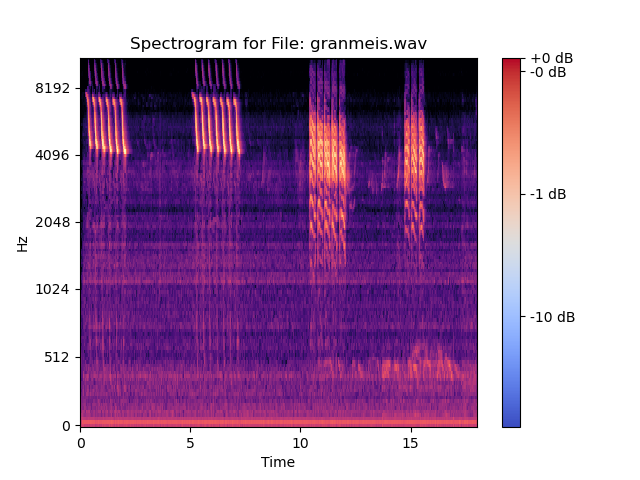 Spectrogram for File: granmeis.wav
Hz
8192
4096
2048
1024
512
0
0 5 10 15
Time
+0 dB
-0 dB
-1 dB
-10 dB